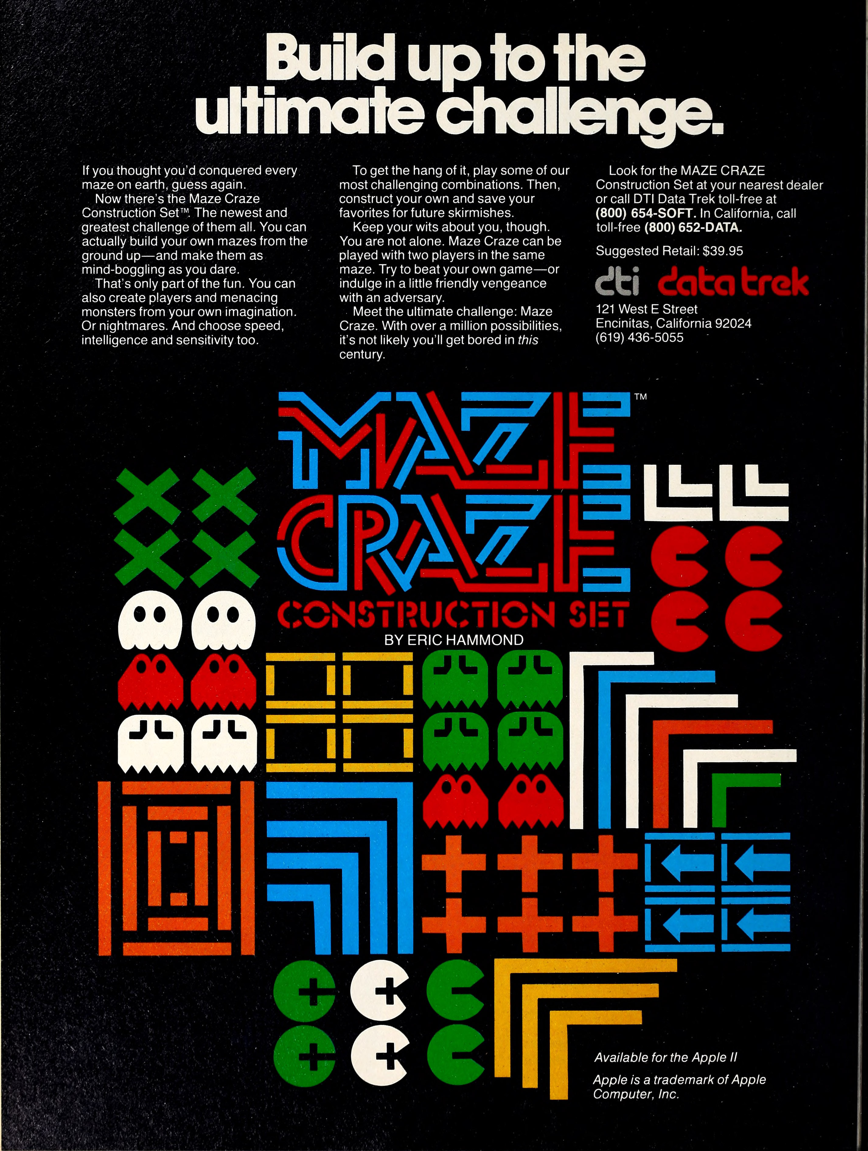 Build up to the
ultimate challenge.
If you thought you'd conquered every
maze on earth, guess again.
Now there's the Maze Craze
Construction Set™. The newest and
greatest challenge of them all. You can
actually build your own mazes from the
ground up—and make them as
mind-boggling as you dare.
That's only part of the fun. You can
also create players and menacing
monsters from your own imagination.
Or nightmares. And choose speed,
intelligence and sensitivity too.
To get the hang of it, play some of our
most challenging combinations. Then,
construct your own and save your
favorites for future skirmishes.
Keep your wits about you, though.
You are not alone. Maze Craze can be
played with two players in the same
maze. Try to beat your own game—or
indulge in a little friendly vengeance
with an adversary.
Meet the ultimate challenge: Maze
Craze. With over a million possibilities,
it's not likely you'll get bored in this
century.
Look for the MAZE CRAZE
Construction Set at your nearest dealer
or call DTI Data Trek toll-free at
(800) 654-SOFT. In California, call
toll-free (800) 652-DATA.
Suggested Retail: $39.95
dti data trek
121 West E Street
Encinitas, California 92024
(619) 436-5055
MAZE ™
CRAZE
CONSTRUCTION SET
BY ERIC HAMMOND
Available for the Apple II
Apple is a trademark of Apple
Computer, Inc.